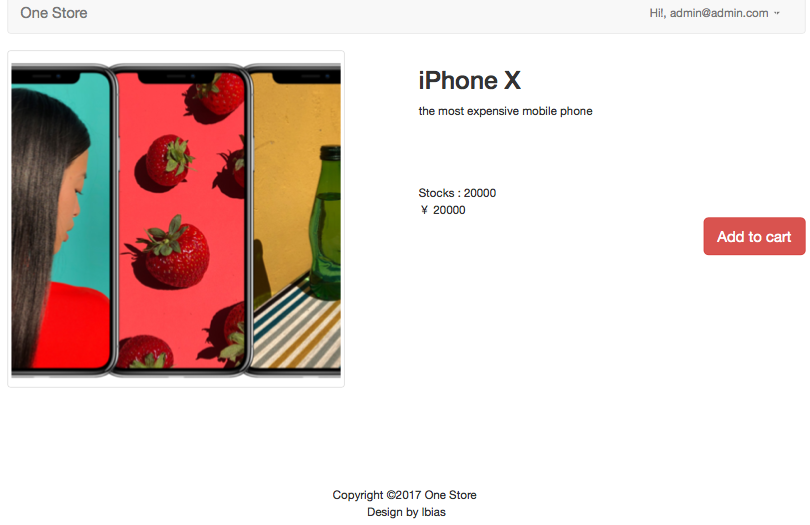 One Store
Hi!, admin@admin.com
iPhone X
the most expensive mobile phone
Stocks : 20000
¥ 20000
Add to cart
Copyright ©2017 One Store
Design by Ibias